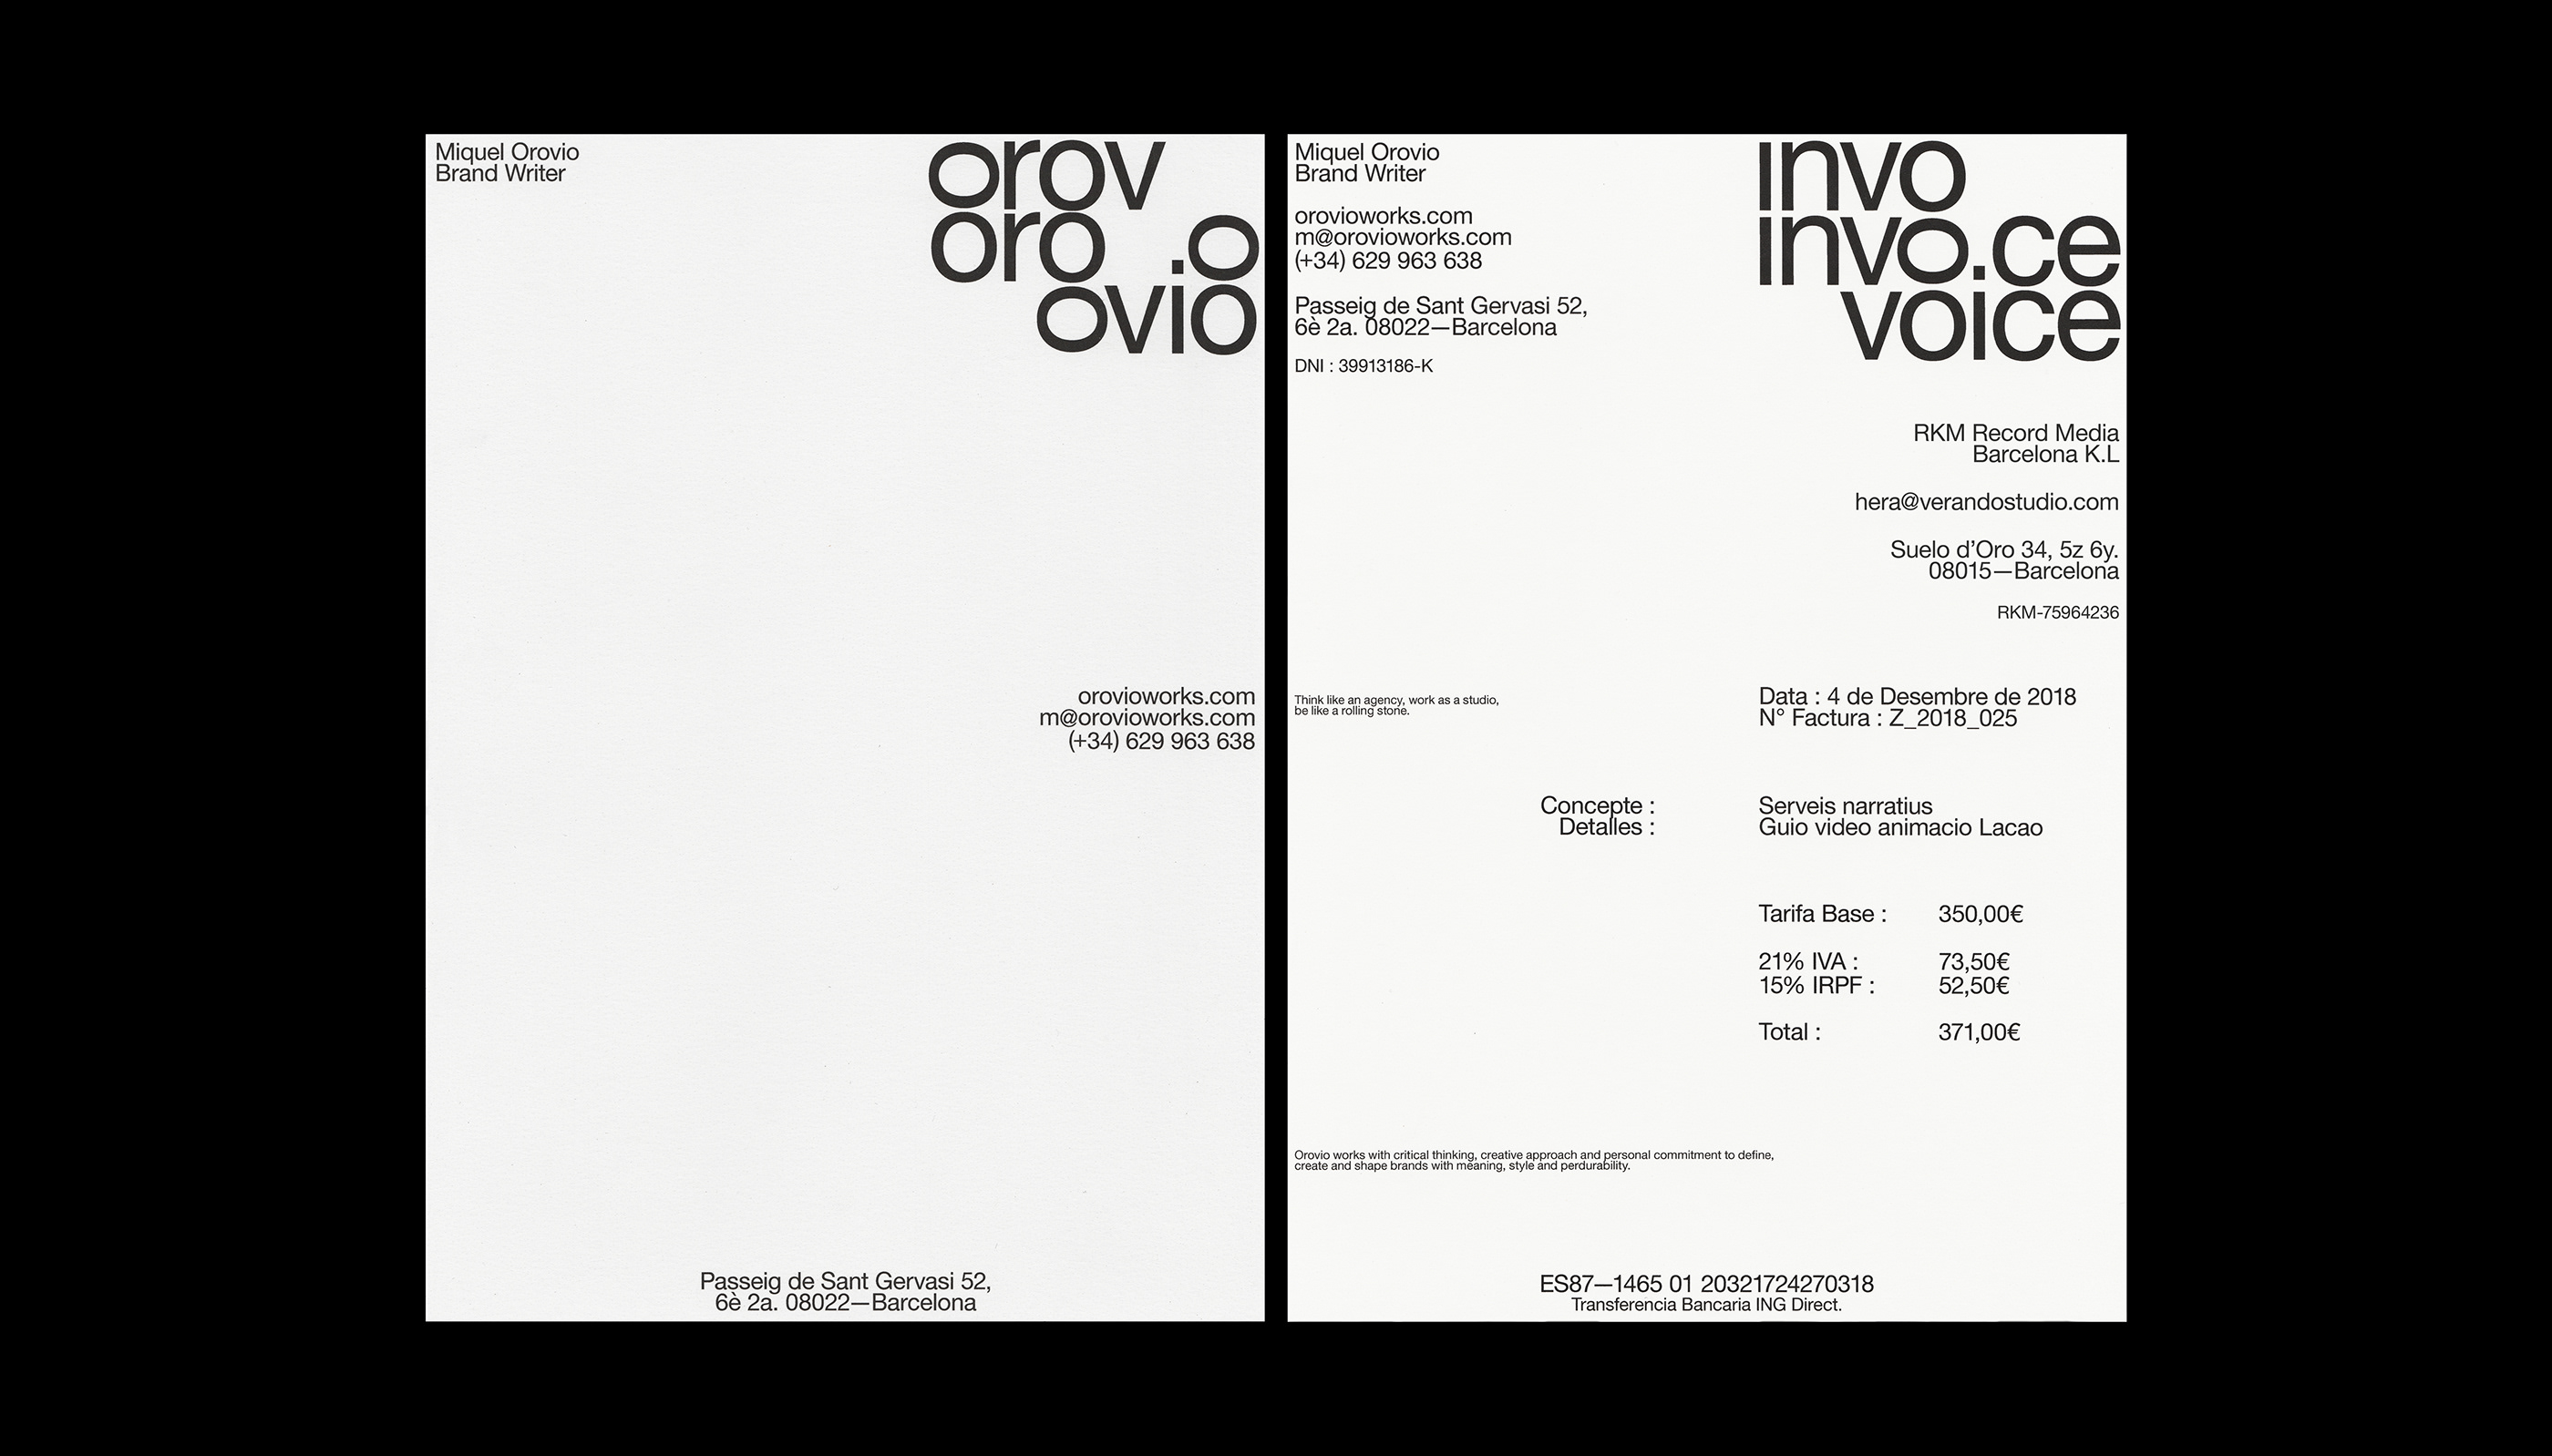 Miquel Orovio
Brand Writer
orov
oro .o
ovio
orovioworks.com
m@orovioworks.com
(+34) 629 963 638
Passeig de Sant Gervasi 52,
6è 2a. 08022—Barcelona
Miquel Orovio
Brand Writer
orovioworks.com
m@orovioworks.com
(+34) 629 963 638
Passeig de Sant Gervasi 52,
6è 2a. 08022—Barcelona
DNI : 39913186-K
invo
invo.ce
voice
RKM Record Media
Barcelona K.L
hera@verandostudio.com
Suelo d’Oro 34, 5z 6y.
08015—Barcelona
RKM-75964236
Think like an agency, work as a studio,
be like a rolling stone.
Data : 4 de Desembre de 2018
N° Factura : Z_2018_025
Concepte : Serveis narratius
Detalles : Guio video animacio Lacao
Tarifa Base : 350,00€
21% IVA : 73,50€
15% IRPF : 52,50€
Total : 371,00€
Orovio works with critical thinking, creative approach and personal commitment to define,
create and shape brands with meaning, style and perdurability.
ES87—1465 01 20321724270318
Transferencia Bancaria ING Direct.